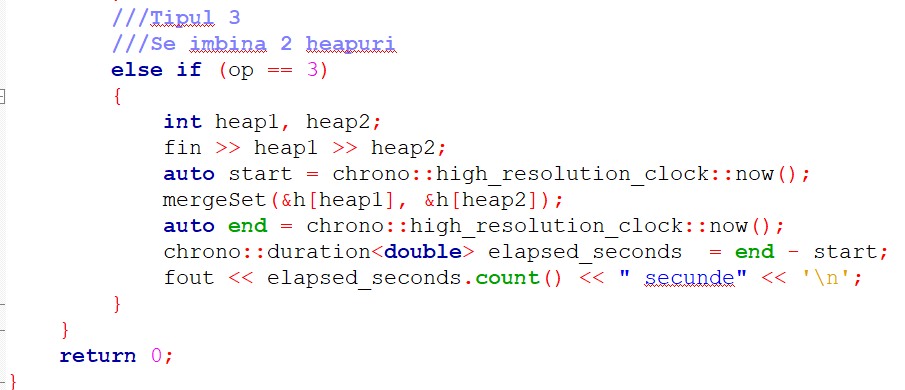 ///Tipul 3
///Se imbina 2 heapuri
else if (op == 3)
{
int heap1, heap2;
fin >> heap1 >> heap2;
auto start = chrono::high_resolution_clock::now();
mergeSet(&h[heap1], &h[heap2]);
auto end = chrono::high_resolution_clock::now();
chrono::duration<double> elapsed_seconds  = end - start;
fout << elapsed_seconds.count() << " secunde" << '\n';
}
}
return 0;
}